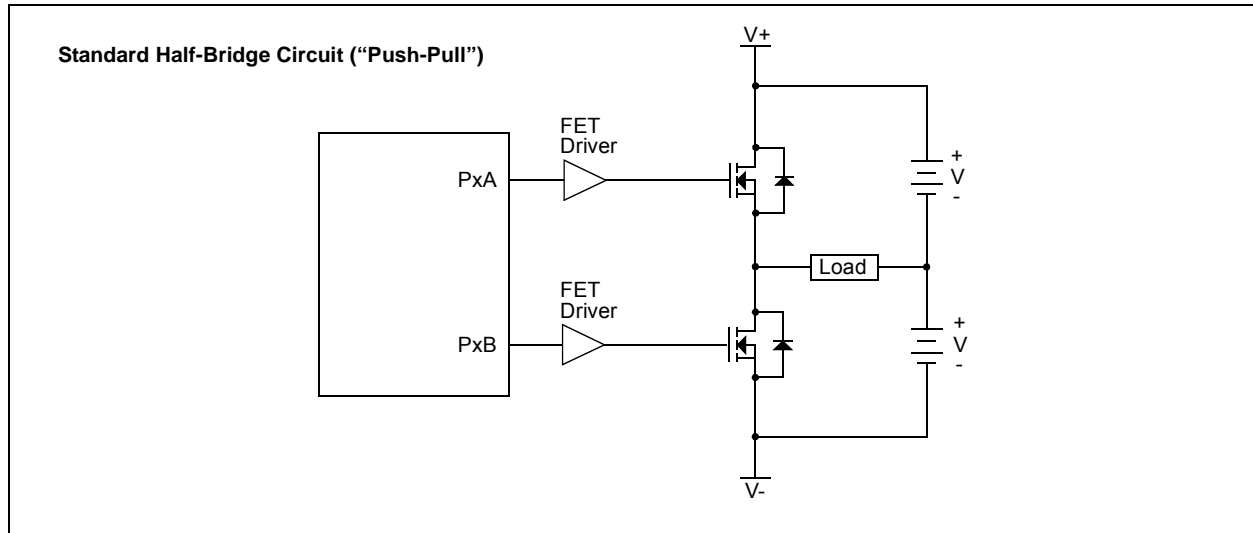 Standard Half-Bridge Circuit (“Push-Pull”)
V+
FET
Driver
PxA
+
V
-
Load
FET
Driver
PxB
+
V
-
V-